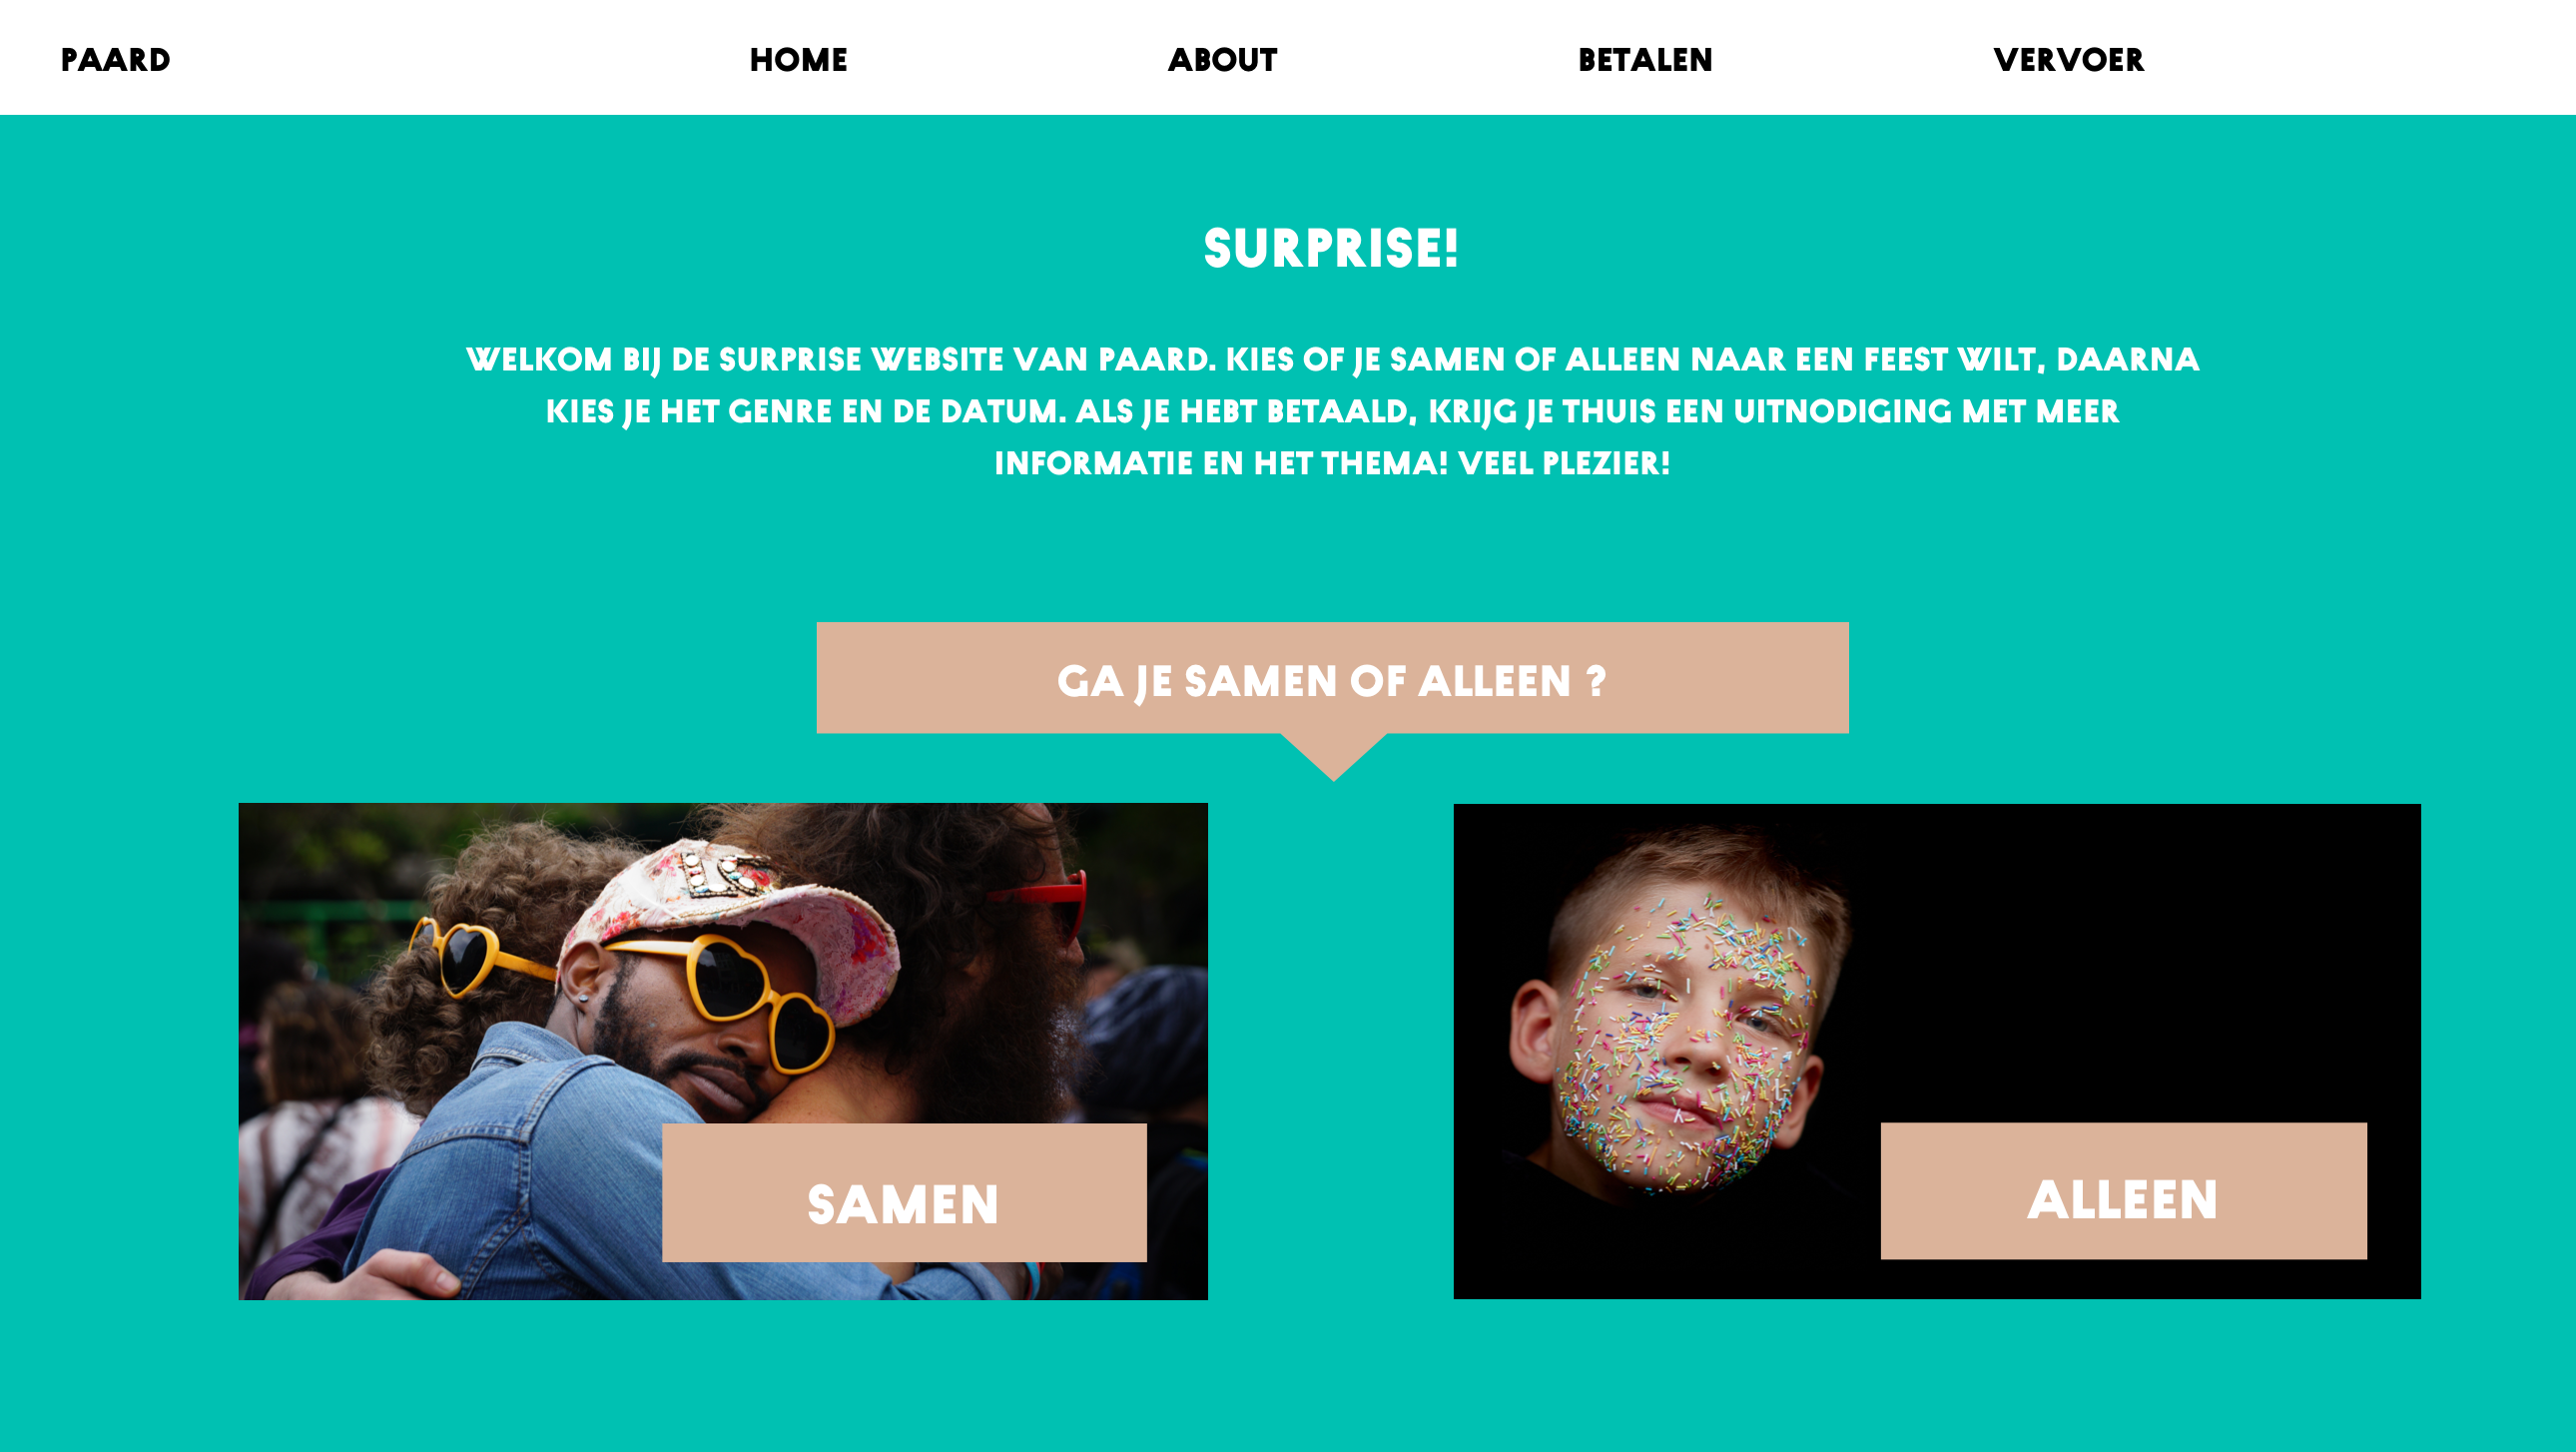 PAARD HOME ABOUT BETALEN VERVOER
SURPRISE!
WELKOM BIJ DE SURPRISE WEBSITE VAN PAARD. KIES OF JE SAMEN OF ALLEEN NAAR EEN FEEST WILT, DAARNA
KIES JE HET GENRE EN DE DATUM. ALS JE HEBT BETAALD, KRIJG JE THUIS EEN UITNODIGING MET MEER
INFORMATIE EN HET THEMA! VEEL PLEZIER!
GA JE SAMEN OF ALLEEN ?
SAMEN
ALLEEN